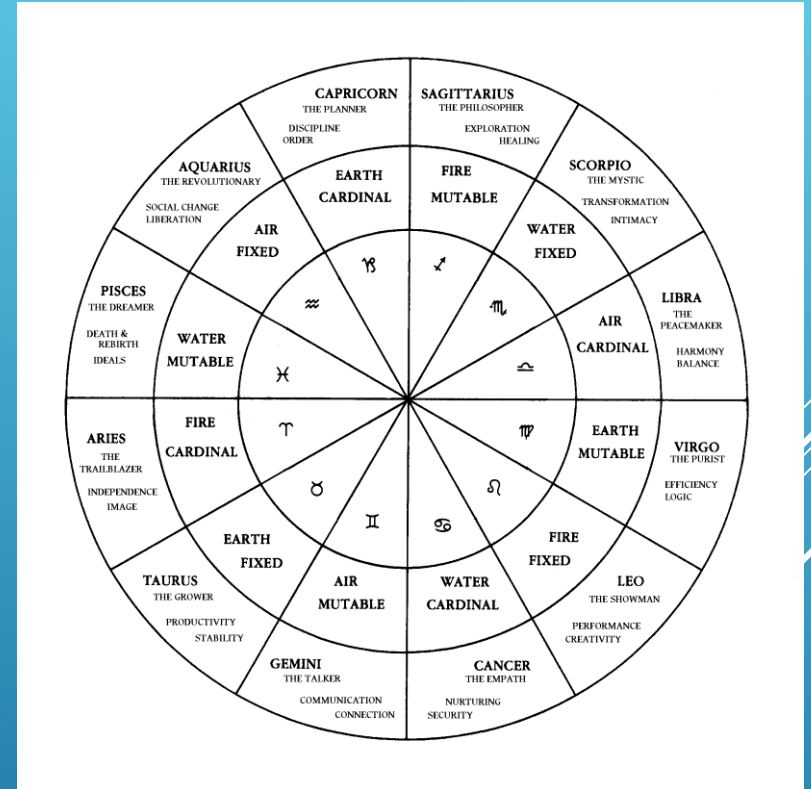 CAPRICORN
THE PLANNER
DISCIPLINE
ORDER
EARTH
CARDINAL
♑
SAGITTARIUS
THE PHILOSOPHER
EXPLORATION
HEALING
FIRE
MUTABLE
♐
SCORPIO
THE MYSTIC
TRANSFORMATION
INTIMACY
WATER
FIXED
♏
LIBRA
THE
PEACEMAKER
HARMONY
BALANCE
AIR
CARDINAL
♎
VIRGO
THE PURIST
EFFICIENCY
LOGIC
EARTH
MUTABLE
♍
LEO
THE SHOWMAN
PERFORMANCE
CREATIVITY
FIRE
FIXED
♌
CANCER
THE EMPATH
NURTURING
SECURITY
WATER
CARDINAL
♋
GEMINI
THE TALKER
COMMUNICATION
CONNECTION
AIR
MUTABLE
♊
TAURUS
THE GROWER
PRODUCTIVITY
STABILITY
EARTH
FIXED
♉
ARIES
THE
TRAILBLAZER
INDEPENDENCE
IMAGE
FIRE
CARDINAL
♈
PISCES
THE DREAMER
DEATH &
REBIRTH
IDEALS
WATER
MUTABLE
♓
AQUARIUS
THE REVOLUTIONARY
SOCIAL CHANGE
LIBERATION
AIR
FIXED
♒